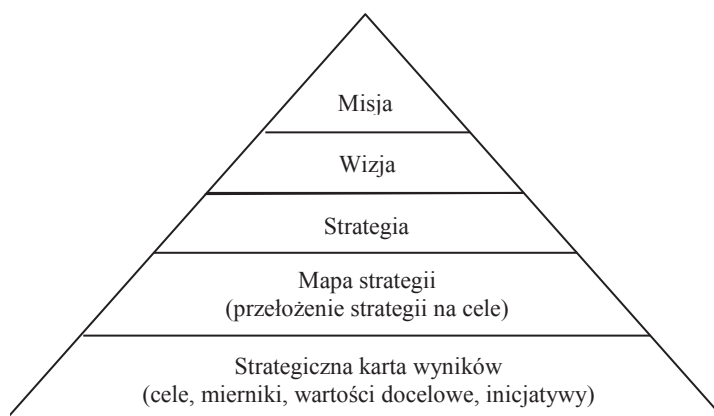 Misja
Wizja
Strategia
Mapa strategii
(przełożenie strategii na cele)
Strategiczna karta wyników
(cele, mierniki, wartości docelowe, inicjatywy)